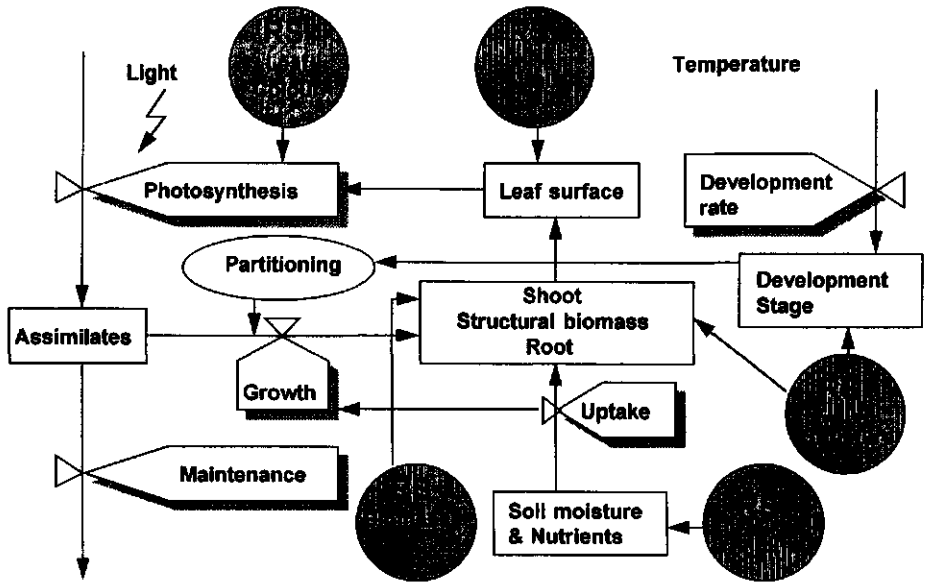 Light
Temperature
Photosynthesis
Leaf surface
Development
rate
Partitioning
Development
Stage
Shoot
Structural biomass
Root
Assimilates
Growth
Uptake
Maintenance
Soil moisture
& Nutrients